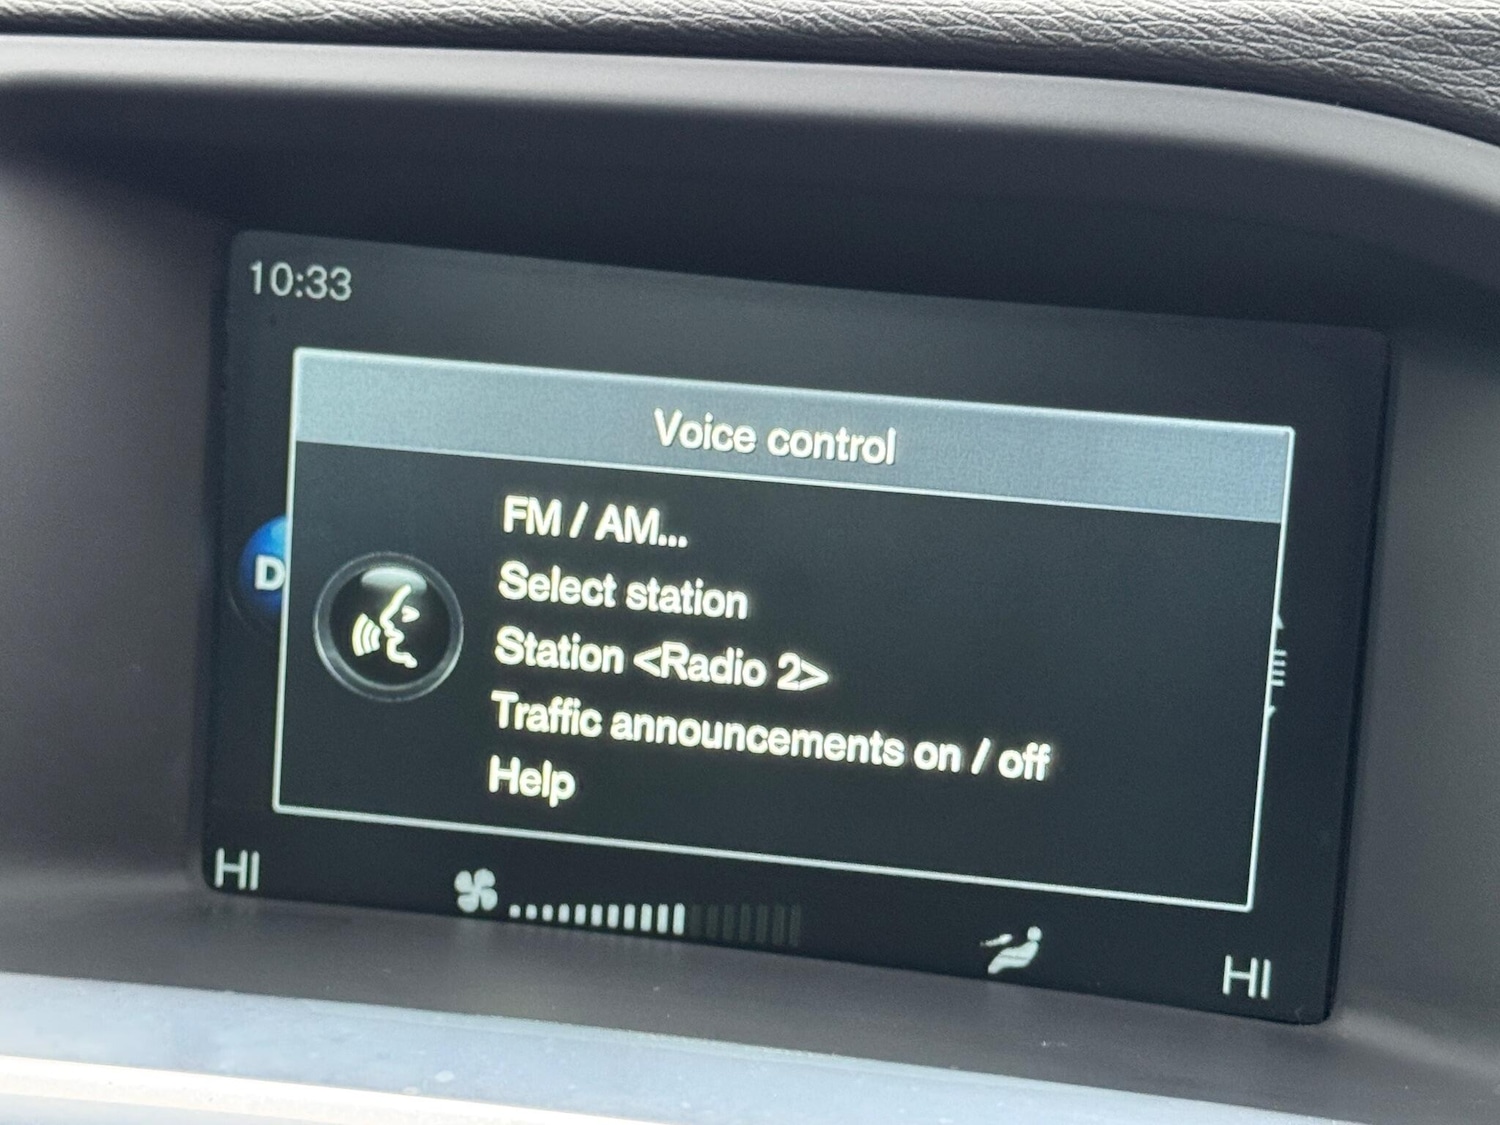 10:33
Voice control
FM / AM...
Select station
Station <Radio 2>
Traffic announcements on / off
Help
D
HI
HI